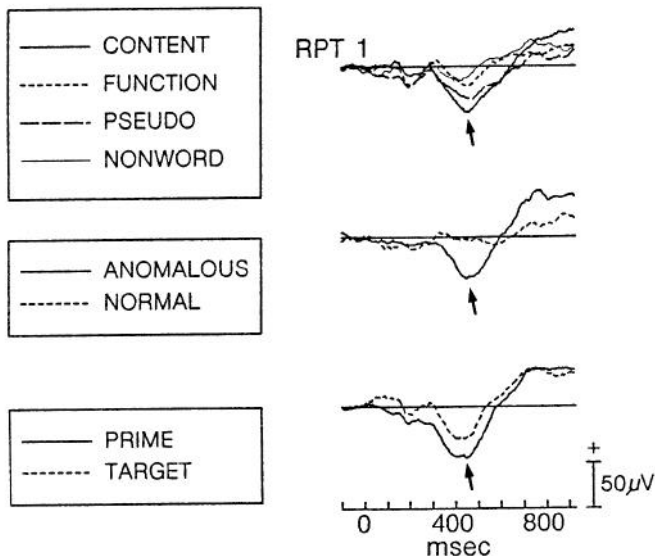 CONTENT
FUNCTION
PSEUDO
NONWORD
RPT 1
ANOMALOUS
NORMAL
PRIME
TARGET
+
50μV
0 400 800
msec